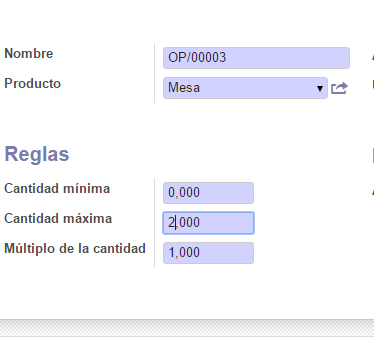 Nombre OP/00003
Producto Mesa
Reglas
Cantidad mínima 0,000
Cantidad máxima 2,000
Múltiplo de la cantidad 1,000